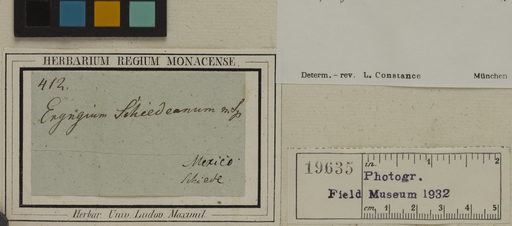 HERBARIUM REGIUM MONACENSE.
412.
Eryngium Schiedeanum
Mexico
Schiede
Herbar. Univ. Ludov. Maximil.
Determ. – rev. L. Constance München
19635
in. 1 2
Photogr.
Field Museum 1932
cm. 1 2 3 4 5